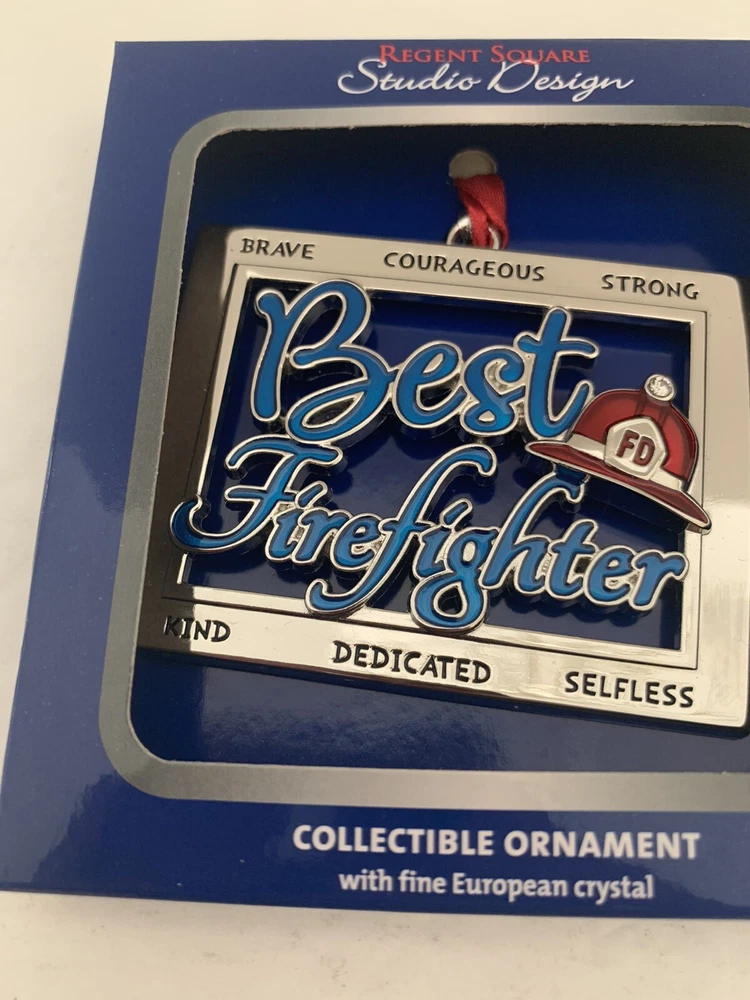 REGENT SQUARE
Studio Design
BRAVE COURAGEOUS STRONG
Best
FD
Firefighter
KIND DEDICATED SELFLESS
COLLECTIBLE ORNAMENT
with fine European crystal